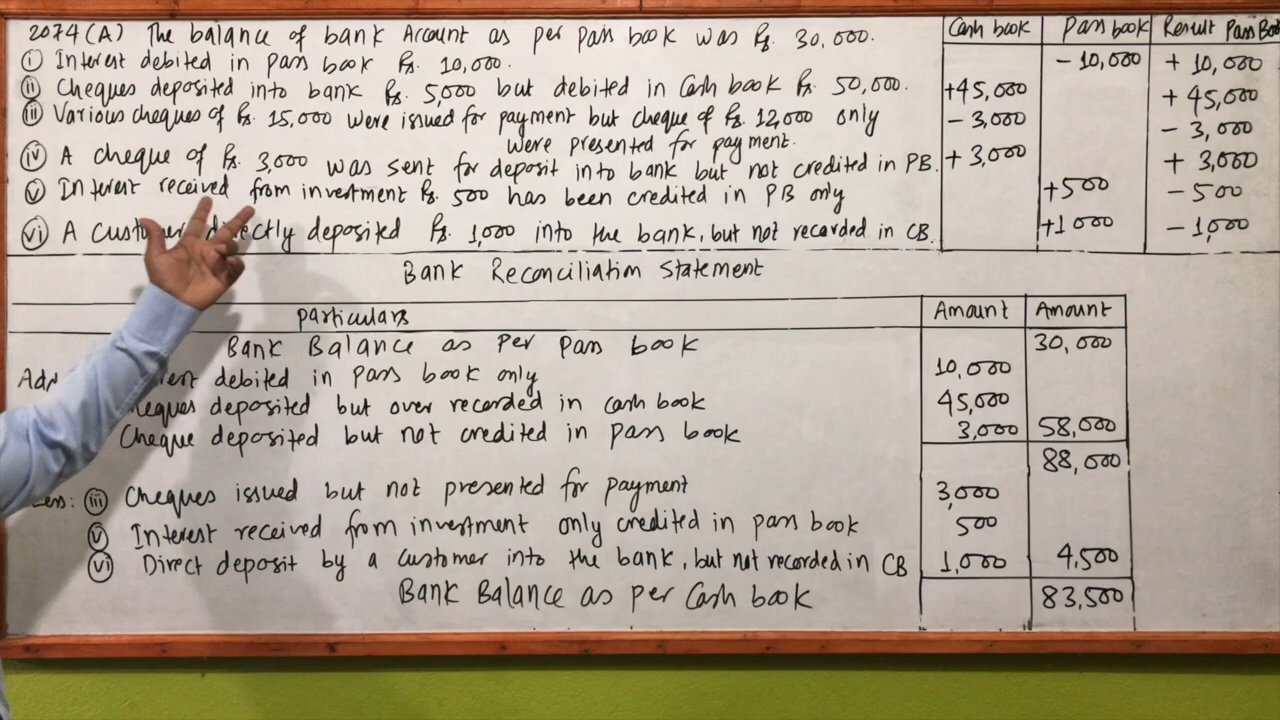 2074(A) The balance of bank Account as per pass book was Rs. 30,000.
Cash book Pass book Result Pass Book
(i) Interest debited in pass book Rs. 10,000. - 10,000 + 10,000
(ii) Cheques deposited into bank Rs. 5,000 but debited in Cash book Rs. 50,000. +45,000 + 45,000
(iii) Various cheques of Rs. 15,000 were issued for payment but cheque of Rs. 12,000 only - 3,000 - 3,000
were presented for payment.
(iv) A cheque of Rs. 3,000 was sent for deposit into bank but not credited in PB. + 3,000 + 3,000
(v) Interest received from investment Rs. 500 has been credited in PB only +500 - 500
(vi) A customer directly deposited Rs. 1,000 into the bank, but not recorded in CB. +1000 - 1,000
Bank Reconciliation Statement
Particulars Amount Amount
Bank Balance as per pass book 30,000
debited in pass book only 10,000
deposited but over recorded in cash book 45,000
Cheque deposited but not credited in pass book 3,000 58,000
88,000
(iii) Cheques issued but not presented for payment 3,000
(v) Interest received from investment only credited in pass book 500
(vi) Direct deposit by a customer into the bank, but not recorded in CB 1,000 4,500
Bank Balance as per Cash book 83,500